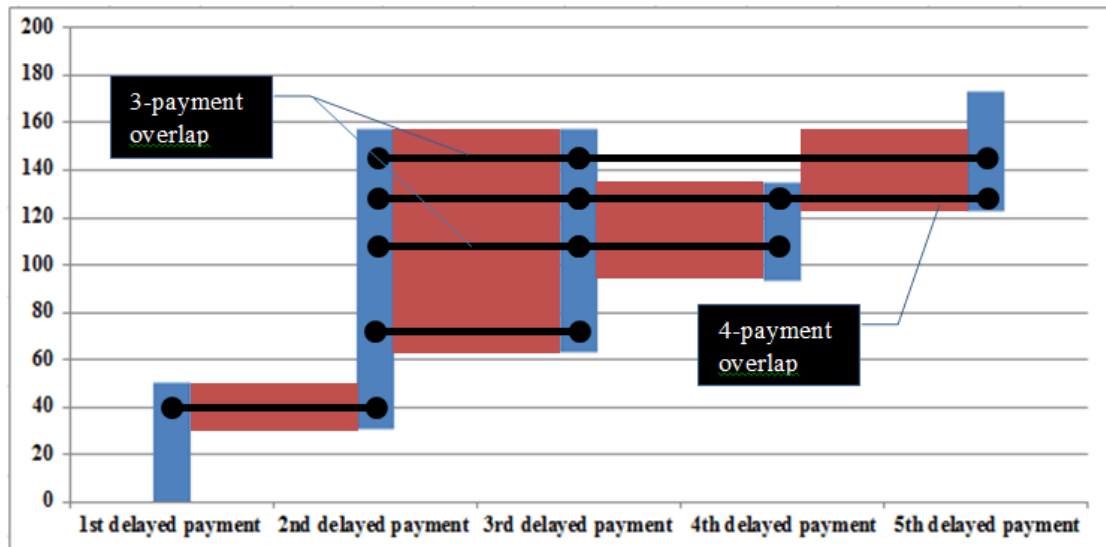 200
180
160
140
120
100
80
60
40
20
0
3-payment
overlap
4-payment
overlap
1st delayed payment
2nd delayed payment
3rd delayed payment
4th delayed payment
5th delayed payment